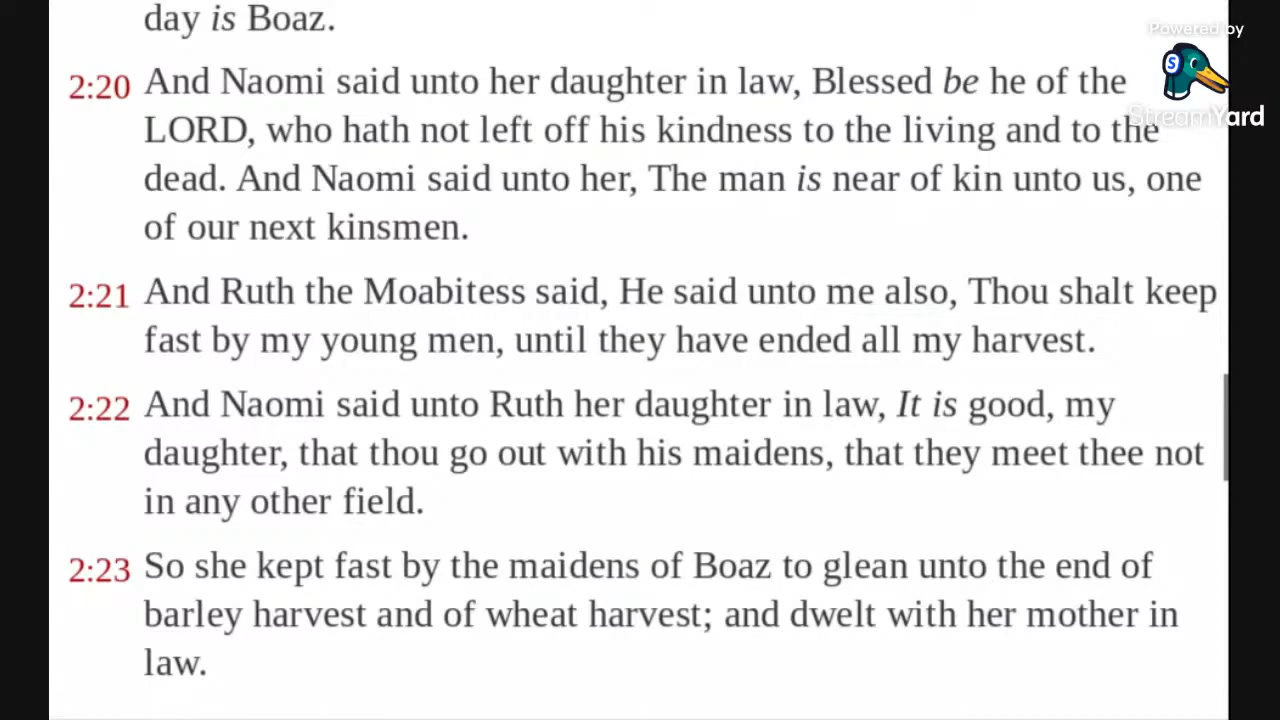 day is Boaz.
Powered by
S
StreamYard
2:20 And Naomi said unto her daughter in law, Blessed be he of the
LORD, who hath not left off his kindness to the living and to the
dead. And Naomi said unto her, The man is near of kin unto us, one
of our next kinsmen.
2:21 And Ruth the Moabitess said, He said unto me also, Thou shalt keep
fast by my young men, until they have ended all my harvest.
2:22 And Naomi said unto Ruth her daughter in law, It is good, my
daughter, that thou go out with his maidens, that they meet thee not
in any other field.
2:23 So she kept fast by the maidens of Boaz to glean unto the end of
barley harvest and of wheat harvest; and dwelt with her mother in
law.